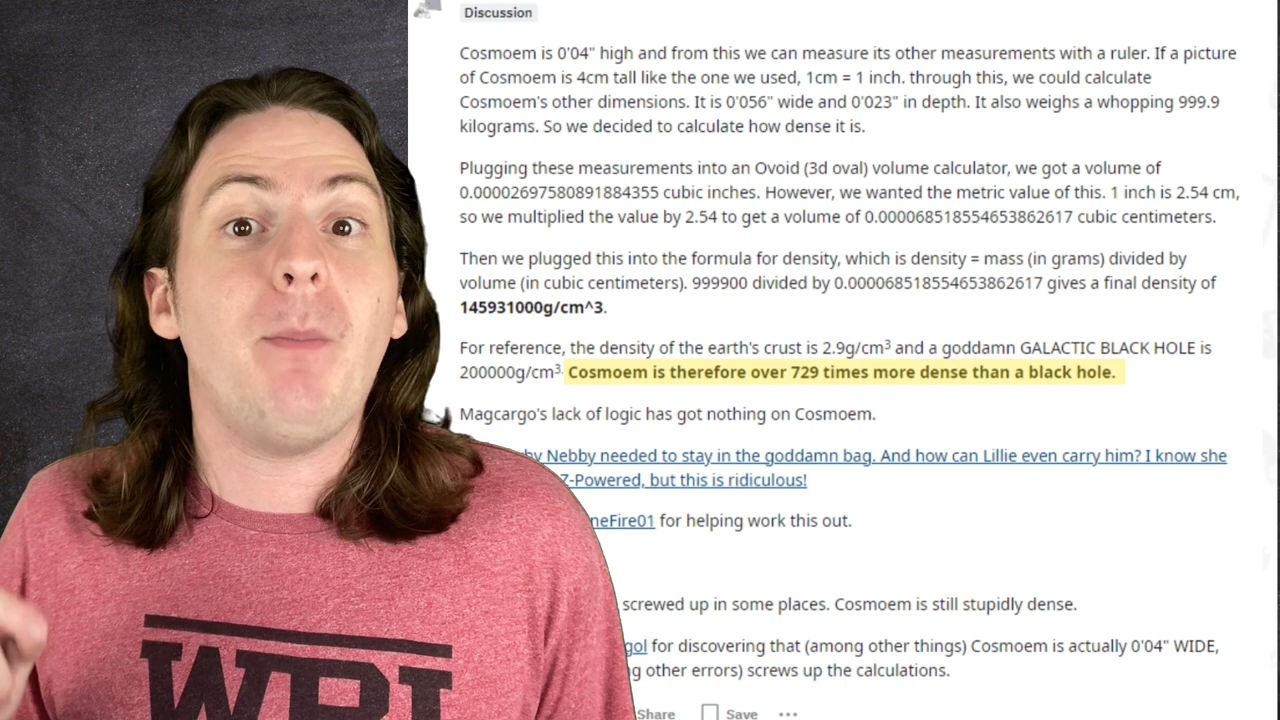 Discussion
Cosmoem is 0'04" high and from this we can measure its other measurements with a ruler. If a picture
of Cosmoem is 4cm tall like the one we used, 1cm = 1 inch. through this, we could calculate
Cosmoem's other dimensions. It is 0'056" wide and 0'023" in depth. It also weighs a whopping 999.9
kilograms. So we decided to calculate how dense it is.
Plugging these measurements into an Ovoid (3d oval) volume calculator, we got a volume of
0.00002697580891884355 cubic inches. However, we wanted the metric value of this. 1 inch is 2.54 cm,
so we multiplied the value by 2.54 to get a volume of 0.000068518554653862617 cubic centimeters.
Then we plugged this into the formula for density, which is density = mass (in grams) divided by
volume (in cubic centimeters). 999900 divided by 0.000068518554653862617 gives a final density of
145931000g/cm^3.
For reference, the density of the earth's crust is 2.9g/cm³ and a goddamn GALACTIC BLACK HOLE is
200000g/cm³. Cosmoem is therefore over 729 times more dense than a black hole.
Magcargo's lack of logic has got nothing on Cosmoem.
hy Nebby needed to stay in the goddamn bag. And how can Lillie even carry him? I know she
Z-Powered, but this is ridiculous!
neFire01 for helping work this out.
screwed up in some places. Cosmoem is still stupidly dense.
gol for discovering that (among other things) Cosmoem is actually 0'04" WIDE,
g other errors) screws up the calculations.
Share Save ...